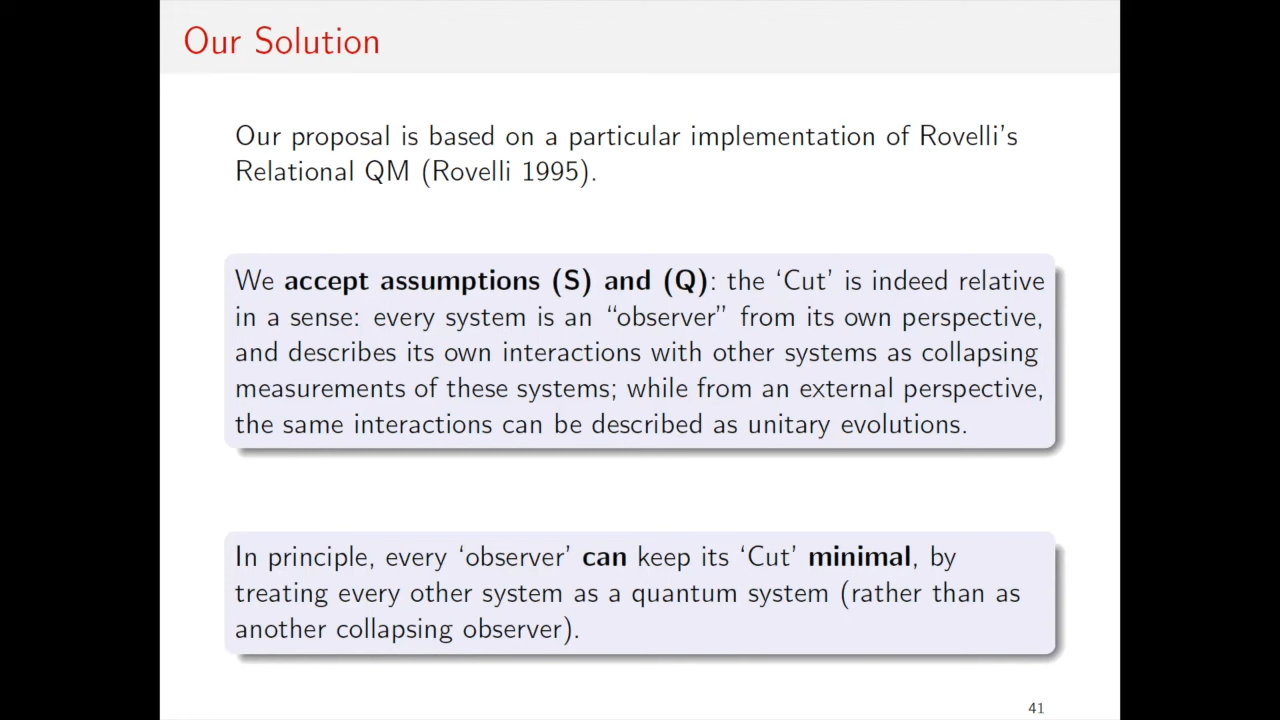 Our Solution
Our proposal is based on a particular implementation of Rovelli's
Relational QM (Rovelli 1995).
We accept assumptions (S) and (Q): the ‘Cut’ is indeed relative
in a sense: every system is an “observer” from its own perspective,
and describes its own interactions with other systems as collapsing
measurements of these systems; while from an external perspective,
the same interactions can be described as unitary evolutions.
In principle, every ‘observer’ can keep its ‘Cut’ minimal, by
treating every other system as a quantum system (rather than as
another collapsing observer).
41